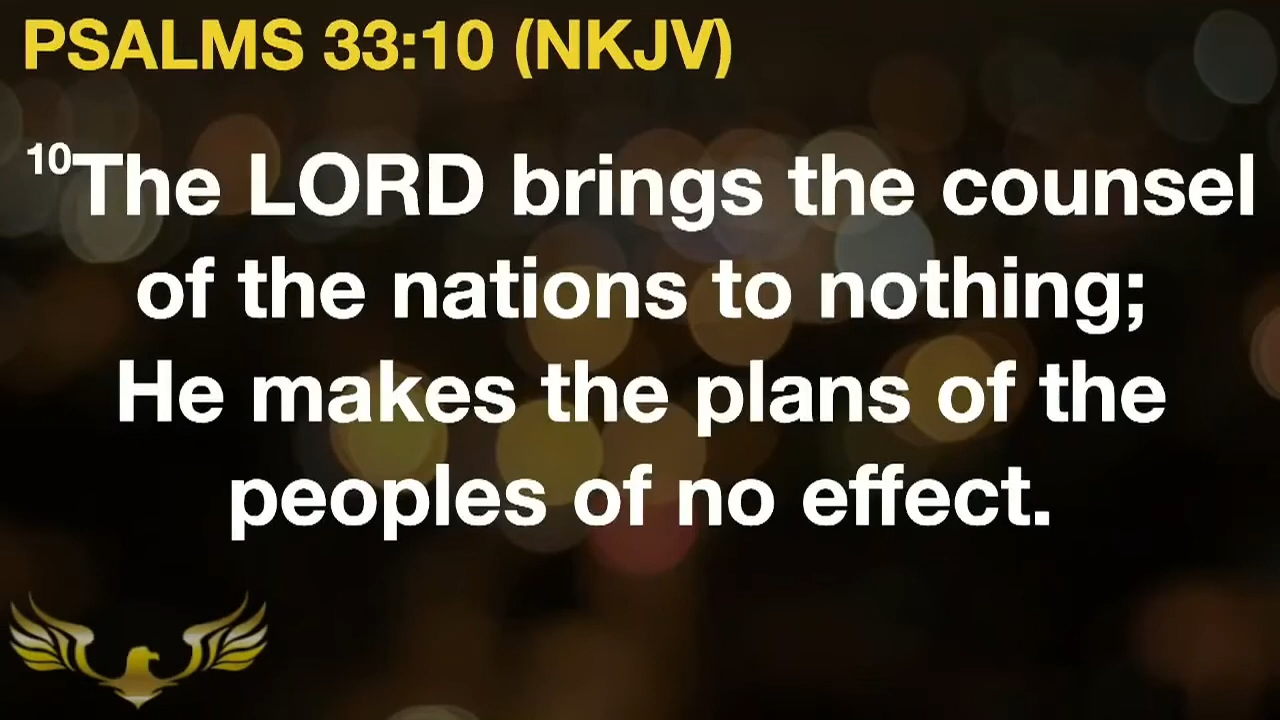 PSALMS 33:10 (NKJV)
10The LORD brings the counsel
of the nations to nothing;
He makes the plans of the
peoples of no effect.